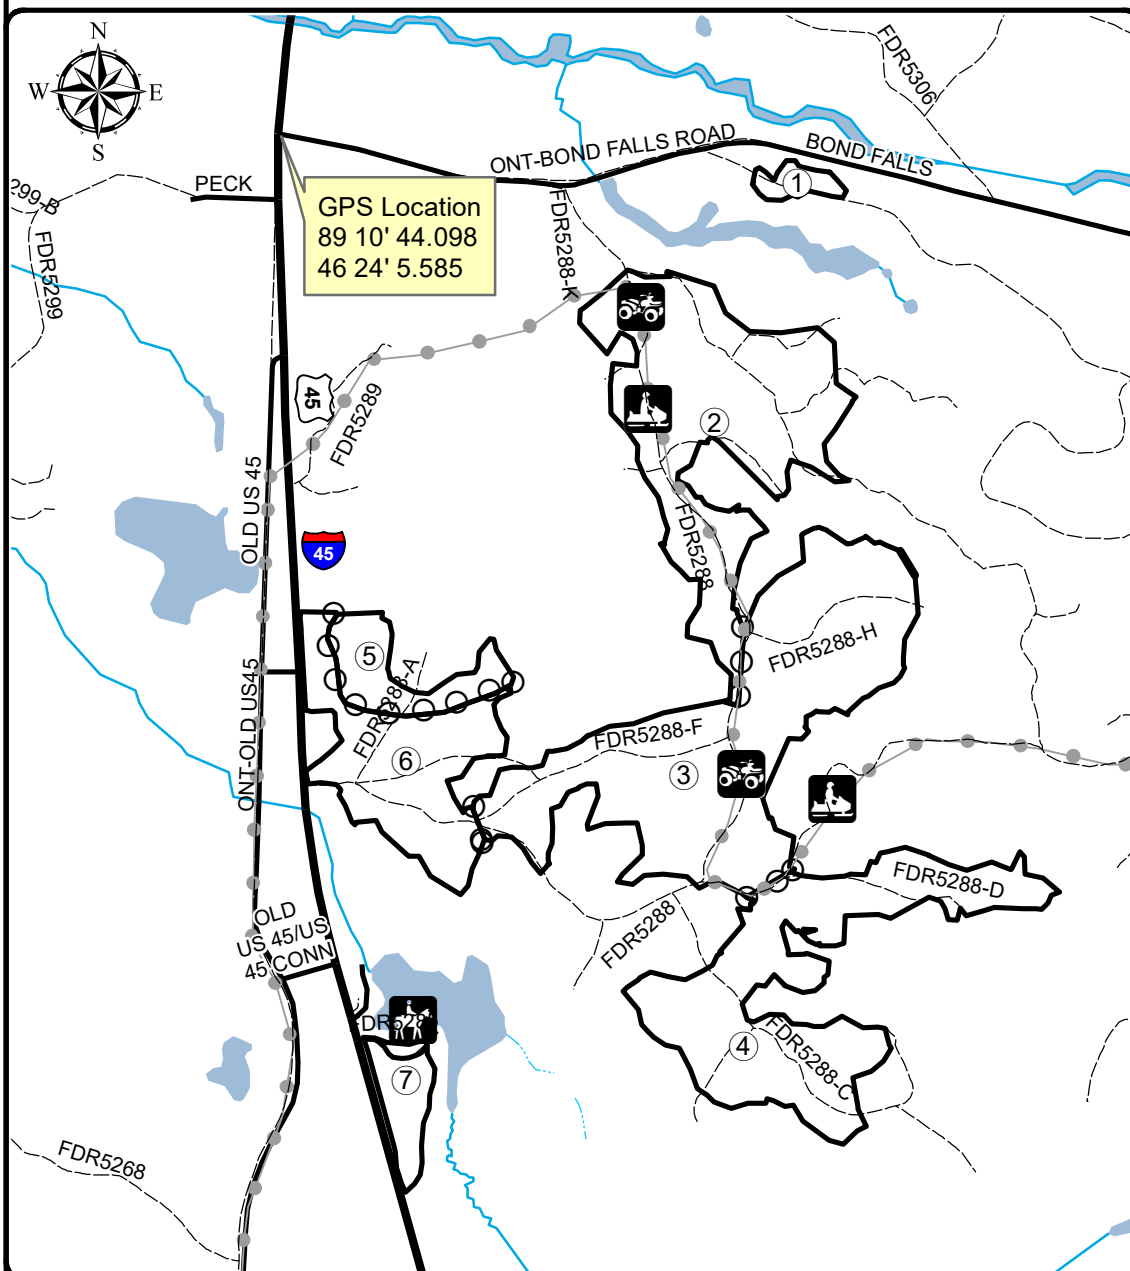 N
W
E
S
FDR5306
ONT-BOND FALLS ROAD
BOND FALLS
PECK
1
299-B
GPS Location
89 10' 44.098
46 24' 5.585
FDR5288-K
FDR5299
45
FDR5289
2
OLD US 45
45
FDR5288
FDR5288-H
5
FDR5288-A
ONT-OLD US45
FDR5288-F
6
3
FDR5288-D
OLD
US 45/US
45 CONN
FDR5288
4
FDR5288-C
7
FDR5268